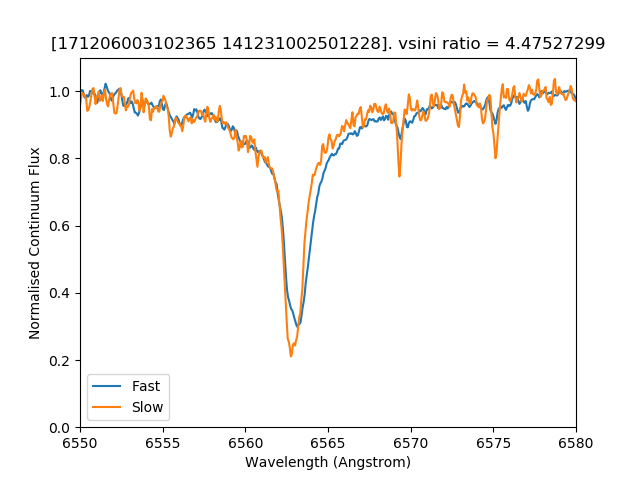 [171206003102365 141231002501228]. vsini ratio = 4.47527299
1.0
0.8
0.6
0.4
0.2
0.0
Normalised Continuum Flux
Fast
Slow
6550 6555 6560 6565 6570 6575 6580
Wavelength (Angstrom)